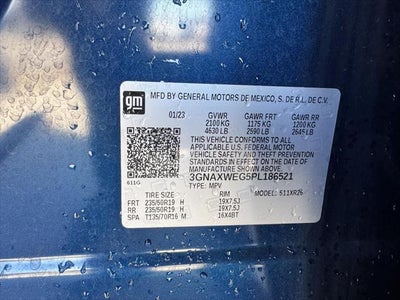 gm
MFD BY GENERAL MOTORS DE MEXICO, S. DE R.L. DE C.V.
01/23 GVWR GAWR FRT GAWR RR
2100 KG 1175 KG 1200 KG
4630 LB 2590 LB 2645 LB
THIS VEHICLE CONFORMS TO ALL
APPLICABLE U.S. FEDERAL MOTOR
VEHICLE SAFETY, BUMPER, AND THEFT
PREVENTION STANDARDS IN EFFECT ON
THE DATE OF MANUFACTURE SHOWN ABOVE.
3GNAXWEG5PL186521
611G TYPE: MPV MODEL: 511XR26
TIRE SIZE RIM
FRT 235/50R19 H 19X7.5J
RR 235/50R19 H 19X7.5J
SPA T135/70R16 M 16X4BT